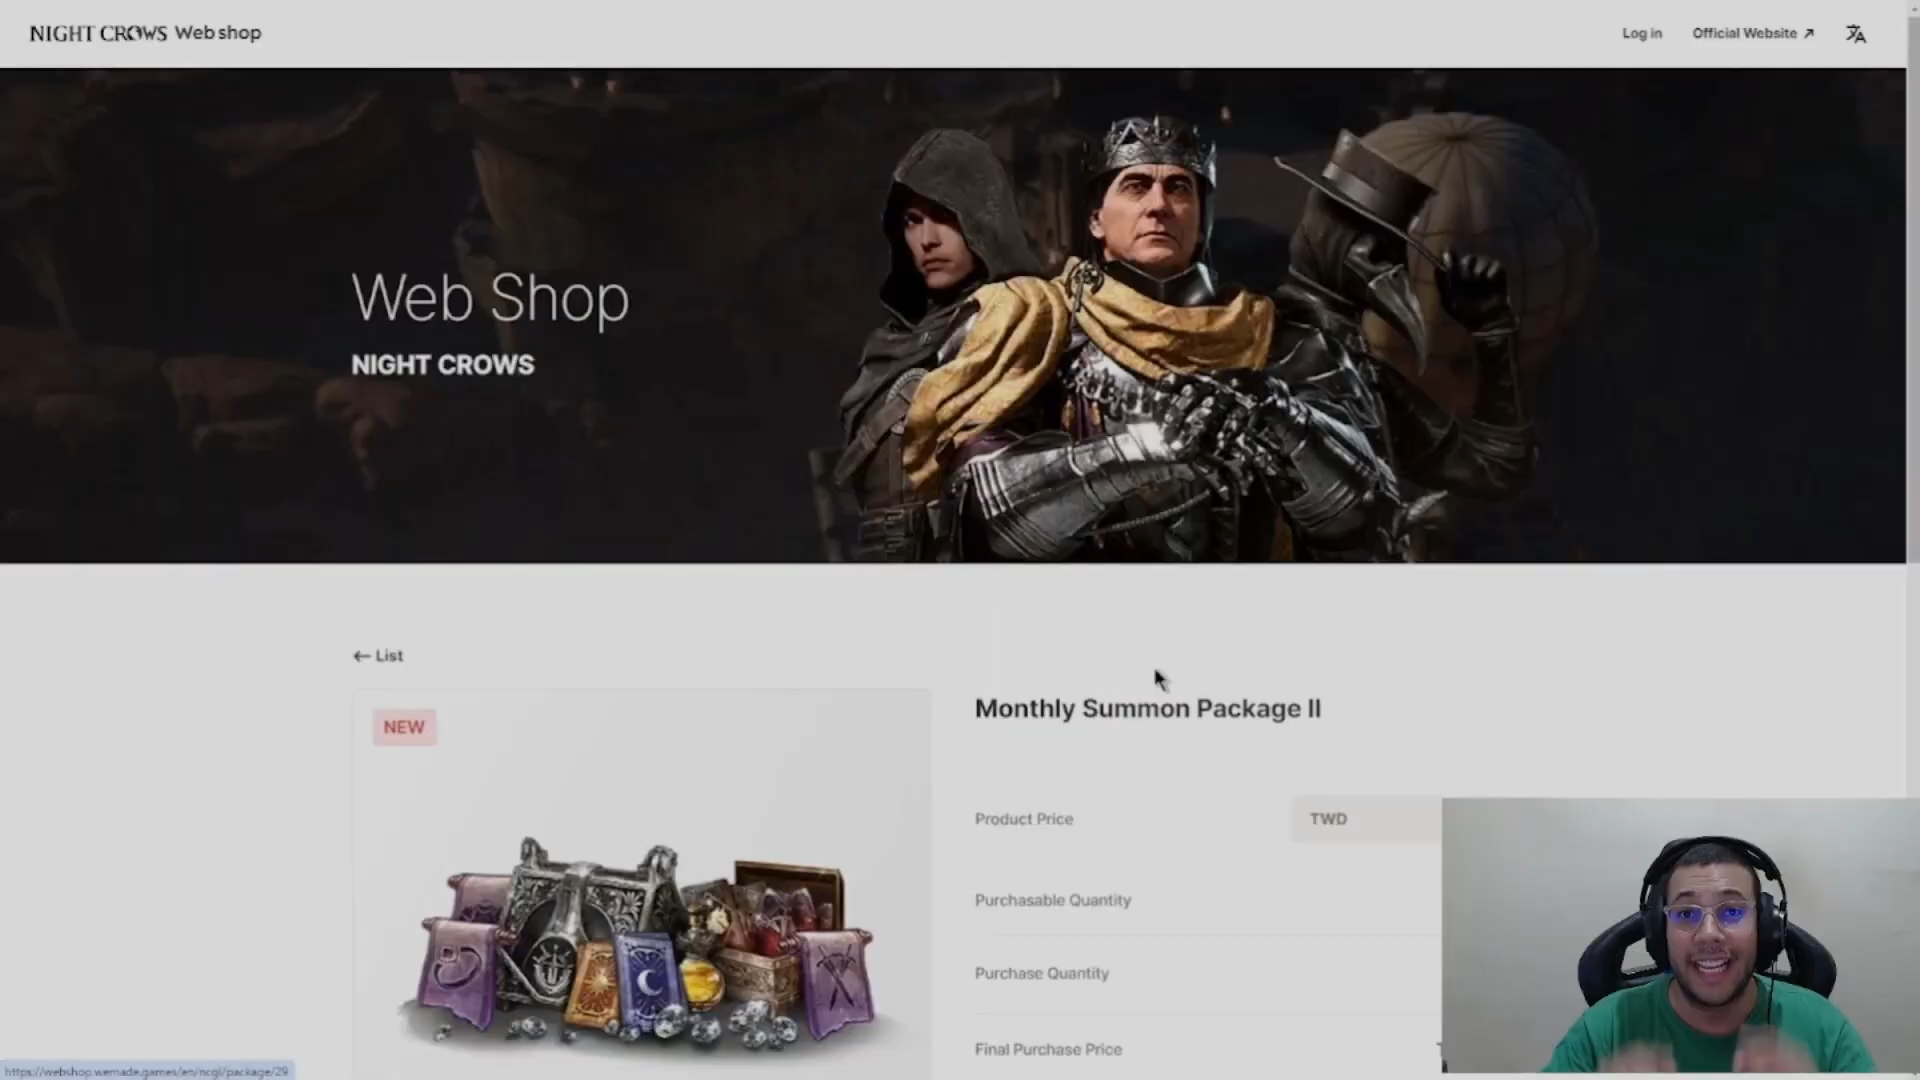 NIGHT CROWS Web shop
Log in
Official Website
Web Shop
NIGHT CROWS
← List
NEW
Monthly Summon Package II
Product Price
TWD
Purchasable Quantity
Purchase Quantity
Final Purchase Price
https://webshop.wemade.games/en/ncgl/package/29